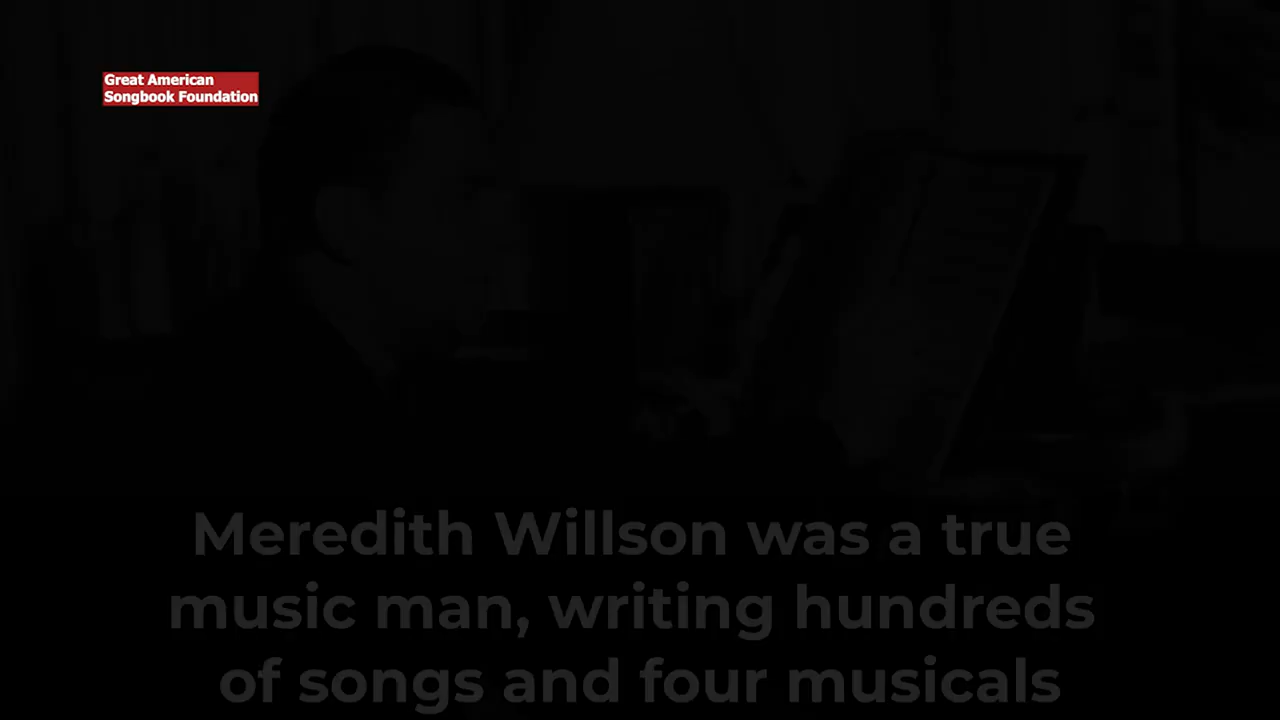 Great American
Songbook Foundation
Meredith Willson was a true
music man, writing hundreds
of songs and four musicals